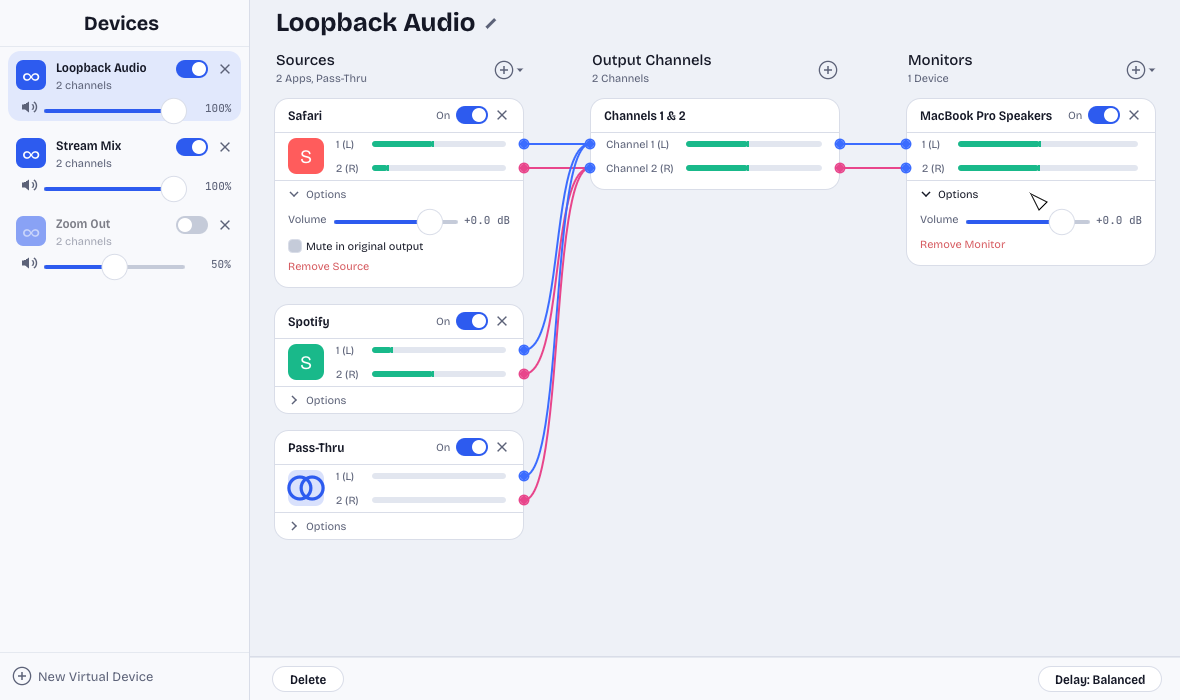 Devices
Loopback Audio
2 channels
100%
Stream Mix
2 channels
100%
Zoom Out
2 channels
50%
New Virtual Device
Loopback Audio
Sources
2 Apps, Pass-Thru
Safari
On
S
1 (L)
2 (R)
Options
Volume
+0.0 dB
Mute in original output
Remove Source
Spotify
On
S
1 (L)
2 (R)
Options
Pass-Thru
On
1 (L)
2 (R)
Options
Output Channels
2 Channels
Channels 1 & 2
Channel 1 (L)
Channel 2 (R)
Monitors
1 Device
MacBook Pro Speakers
On
1 (L)
2 (R)
Options
Volume
+0.0 dB
Remove Monitor
Delete
Delay: Balanced